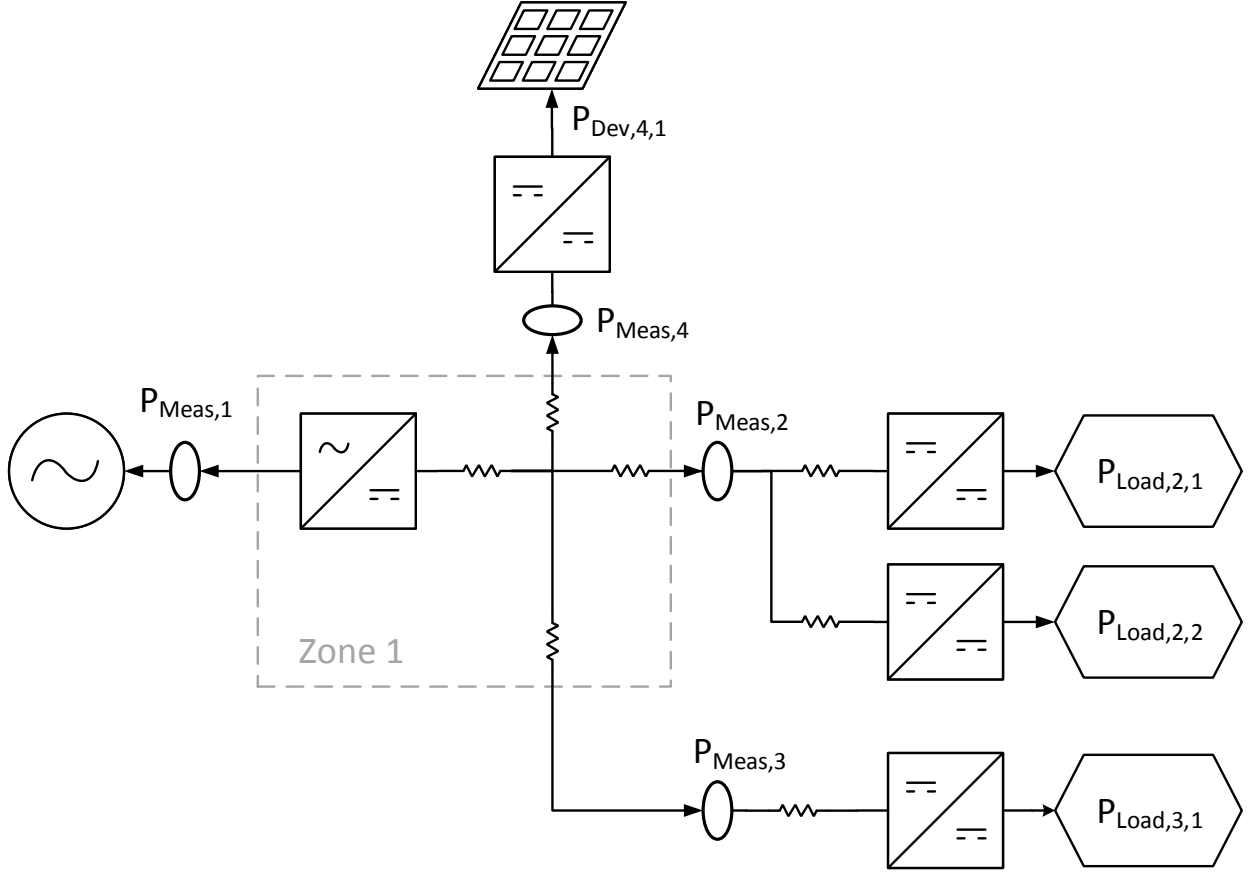 P_Dev,4,1
P_Meas,4
P_Meas,1
P_Meas,2
P_Load,2,1
P_Load,2,2
Zone 1
P_Meas,3
P_Load,3,1